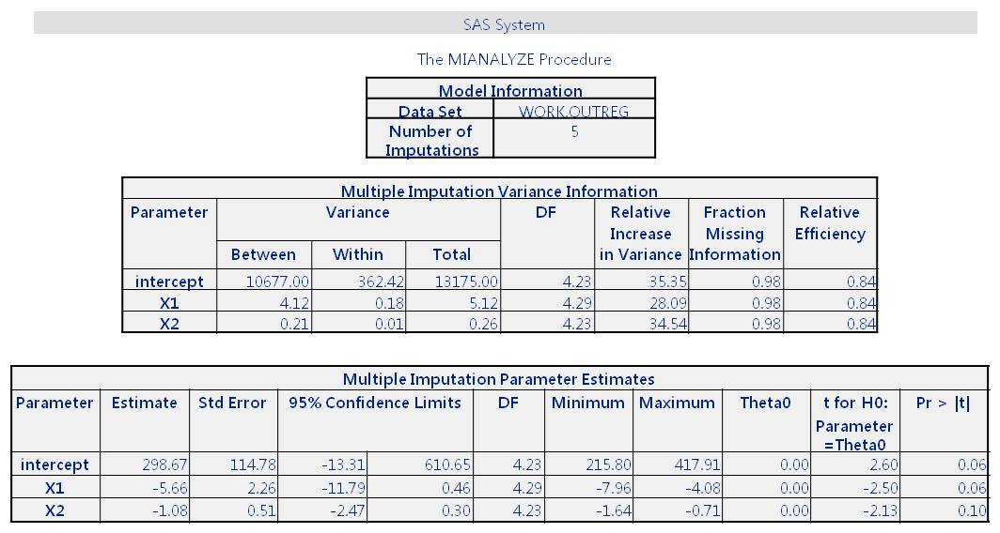 SAS System
The MIANALYZE Procedure
Model Information
Data Set WORK.OUTREG
Number of Imputations 5
Multiple Imputation Variance Information
Parameter Variance DF Relative Increase in Variance Fraction Missing Information Relative Efficiency
Between Within Total
intercept 10677.00 362.42 13175.00 4.23 35.35 0.98 0.84
X1 4.12 0.18 5.12 4.29 28.09 0.98 0.84
X2 0.21 0.01 0.26 4.23 34.54 0.98 0.84
Multiple Imputation Parameter Estimates
Parameter Estimate Std Error 95% Confidence Limits DF Minimum Maximum Theta0 t for H0: Parameter =Theta0 Pr > |t|
intercept 298.67 114.78 -13.31 610.65 4.23 215.80 417.91 0.00 2.60 0.06
X1 -5.66 2.26 -11.79 0.46 4.29 -7.96 -4.08 0.00 -2.50 0.06
X2 -1.08 0.51 -2.47 0.30 4.23 -1.64 -0.71 0.00 -2.13 0.10